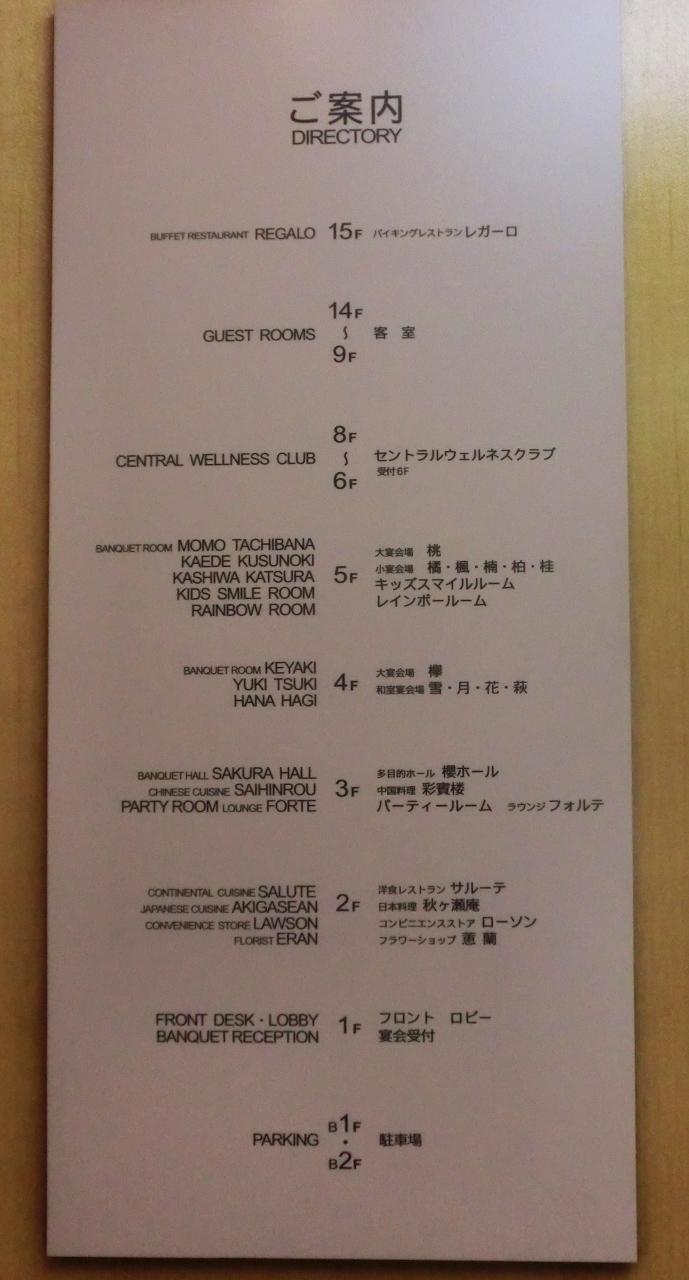 ご案内
DIRECTORY
BUFFET RESTAURANT REGALO 15F バイキングレストラン レガーロ
14F
GUEST ROOMS 〜 客 室
9F
8F
CENTRAL WELLNESS CLUB 〜 セントラルウェルネスクラブ
受付6F
6F
BANQUET ROOM MOMO TACHIBANA 大宴会場 桃
KAEDE KUSUNOKI 小宴会場 橘・楓・楠・柏・桂
KASHIWA KATSURA 5F キッズスマイルルーム
KIDS SMILE ROOM レインボールーム
RAINBOW ROOM
BANQUET ROOM KEYAKI 大宴会場 欅
YUKI TSUKI 4F 和室宴会場 雪・月・花・萩
HANA HAGI
BANQUET HALL SAKURA HALL 多目的ホール 櫻ホール
CHINESE CUISINE SAIHINROU 3F 中国料理 彩賓楼
PARTY ROOM LOUNGE FORTE パーティールーム ラウンジ フォルテ
CONTINENTAL CUISINE SALUTE 洋食レストラン サルーテ
JAPANESE CUISINE AKIGASEAN 2F 日本料理 秋ヶ瀬庵
CONVENIENCE STORE LAWSON コンビニエンスストア ローソン
FLORIST ERAN フラワーショップ 蕙 蘭
FRONT DESK・LOBBY 1F フロント ロビー
BANQUET RECEPTION 宴会受付
B1F
PARKING ・ 駐車場
B2F